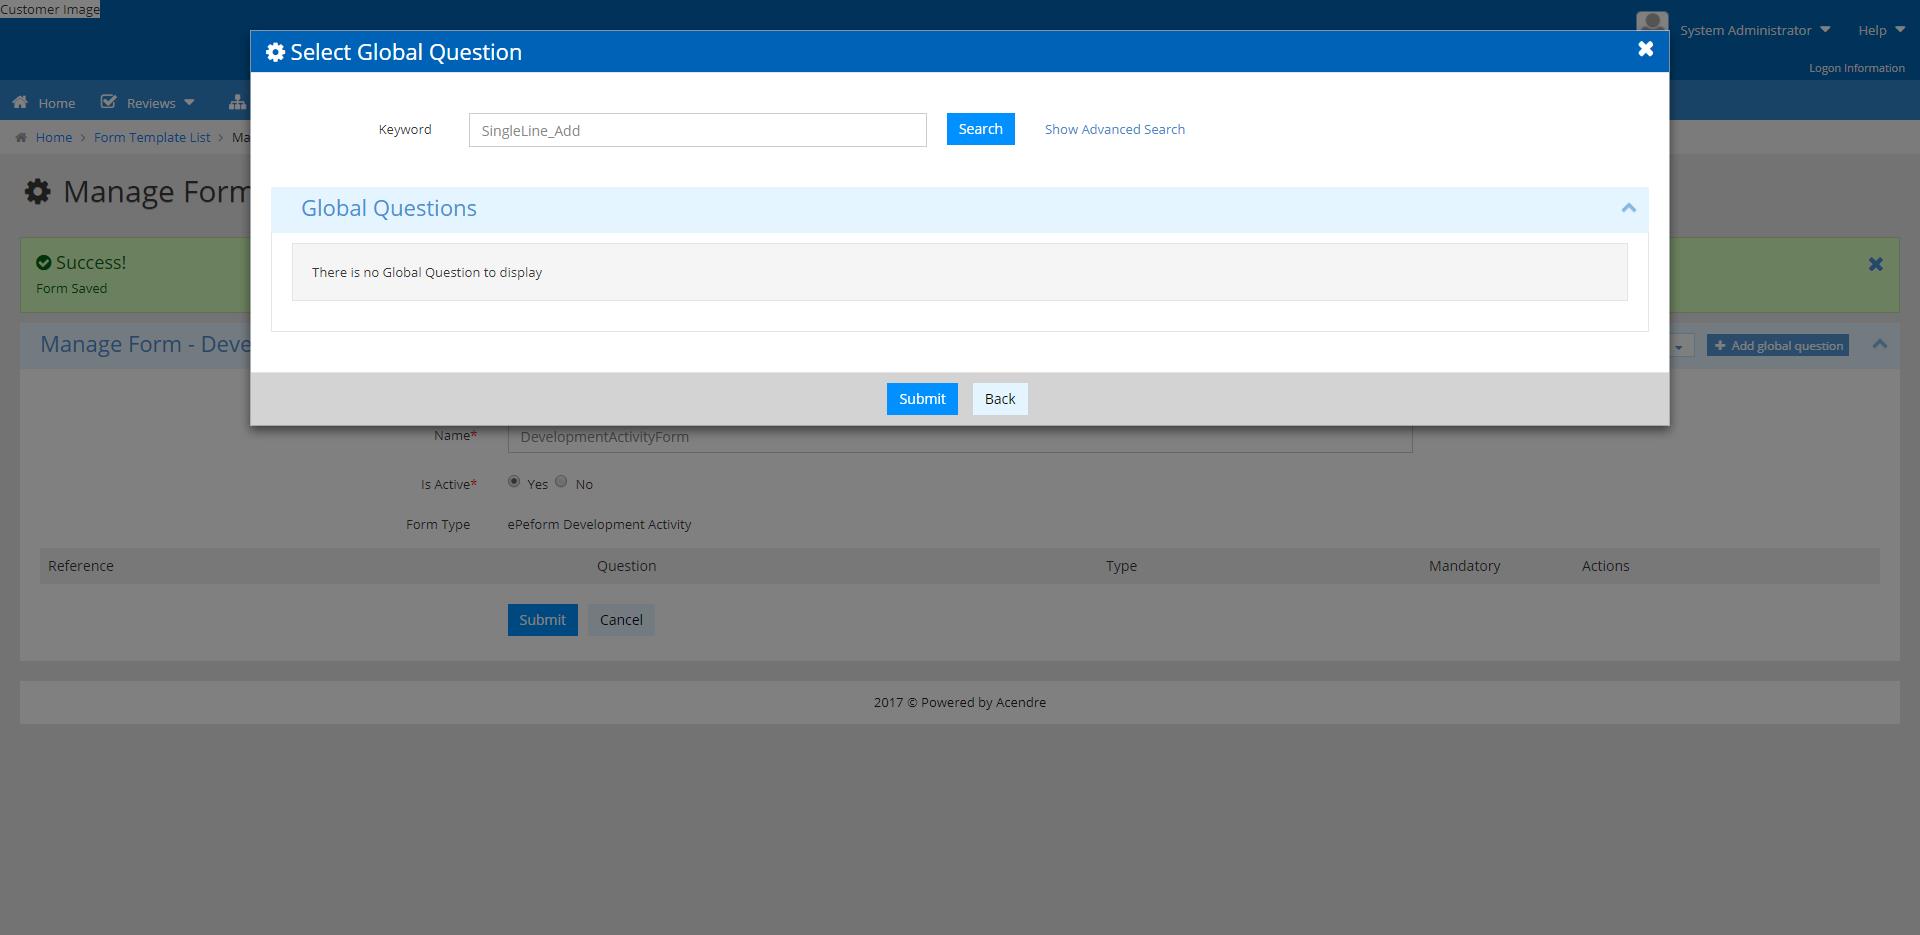 Customer Image
System Administrator
Help
Logon Information
Select Global Question
Home
Reviews
Home > Form Template List > Ma
Keyword
SingleLine_Add
Search
Show Advanced Search
Manage Form
Global Questions
There is no Global Question to display
Success!
Form Saved
Manage Form - Deve
Add global question
Submit
Back
Name*
DevelopmentActivityForm
Is Active*
Yes
No
Form Type
ePeform Development Activity
Reference
Question
Type
Mandatory
Actions
Submit
Cancel
2017 © Powered by Acendre